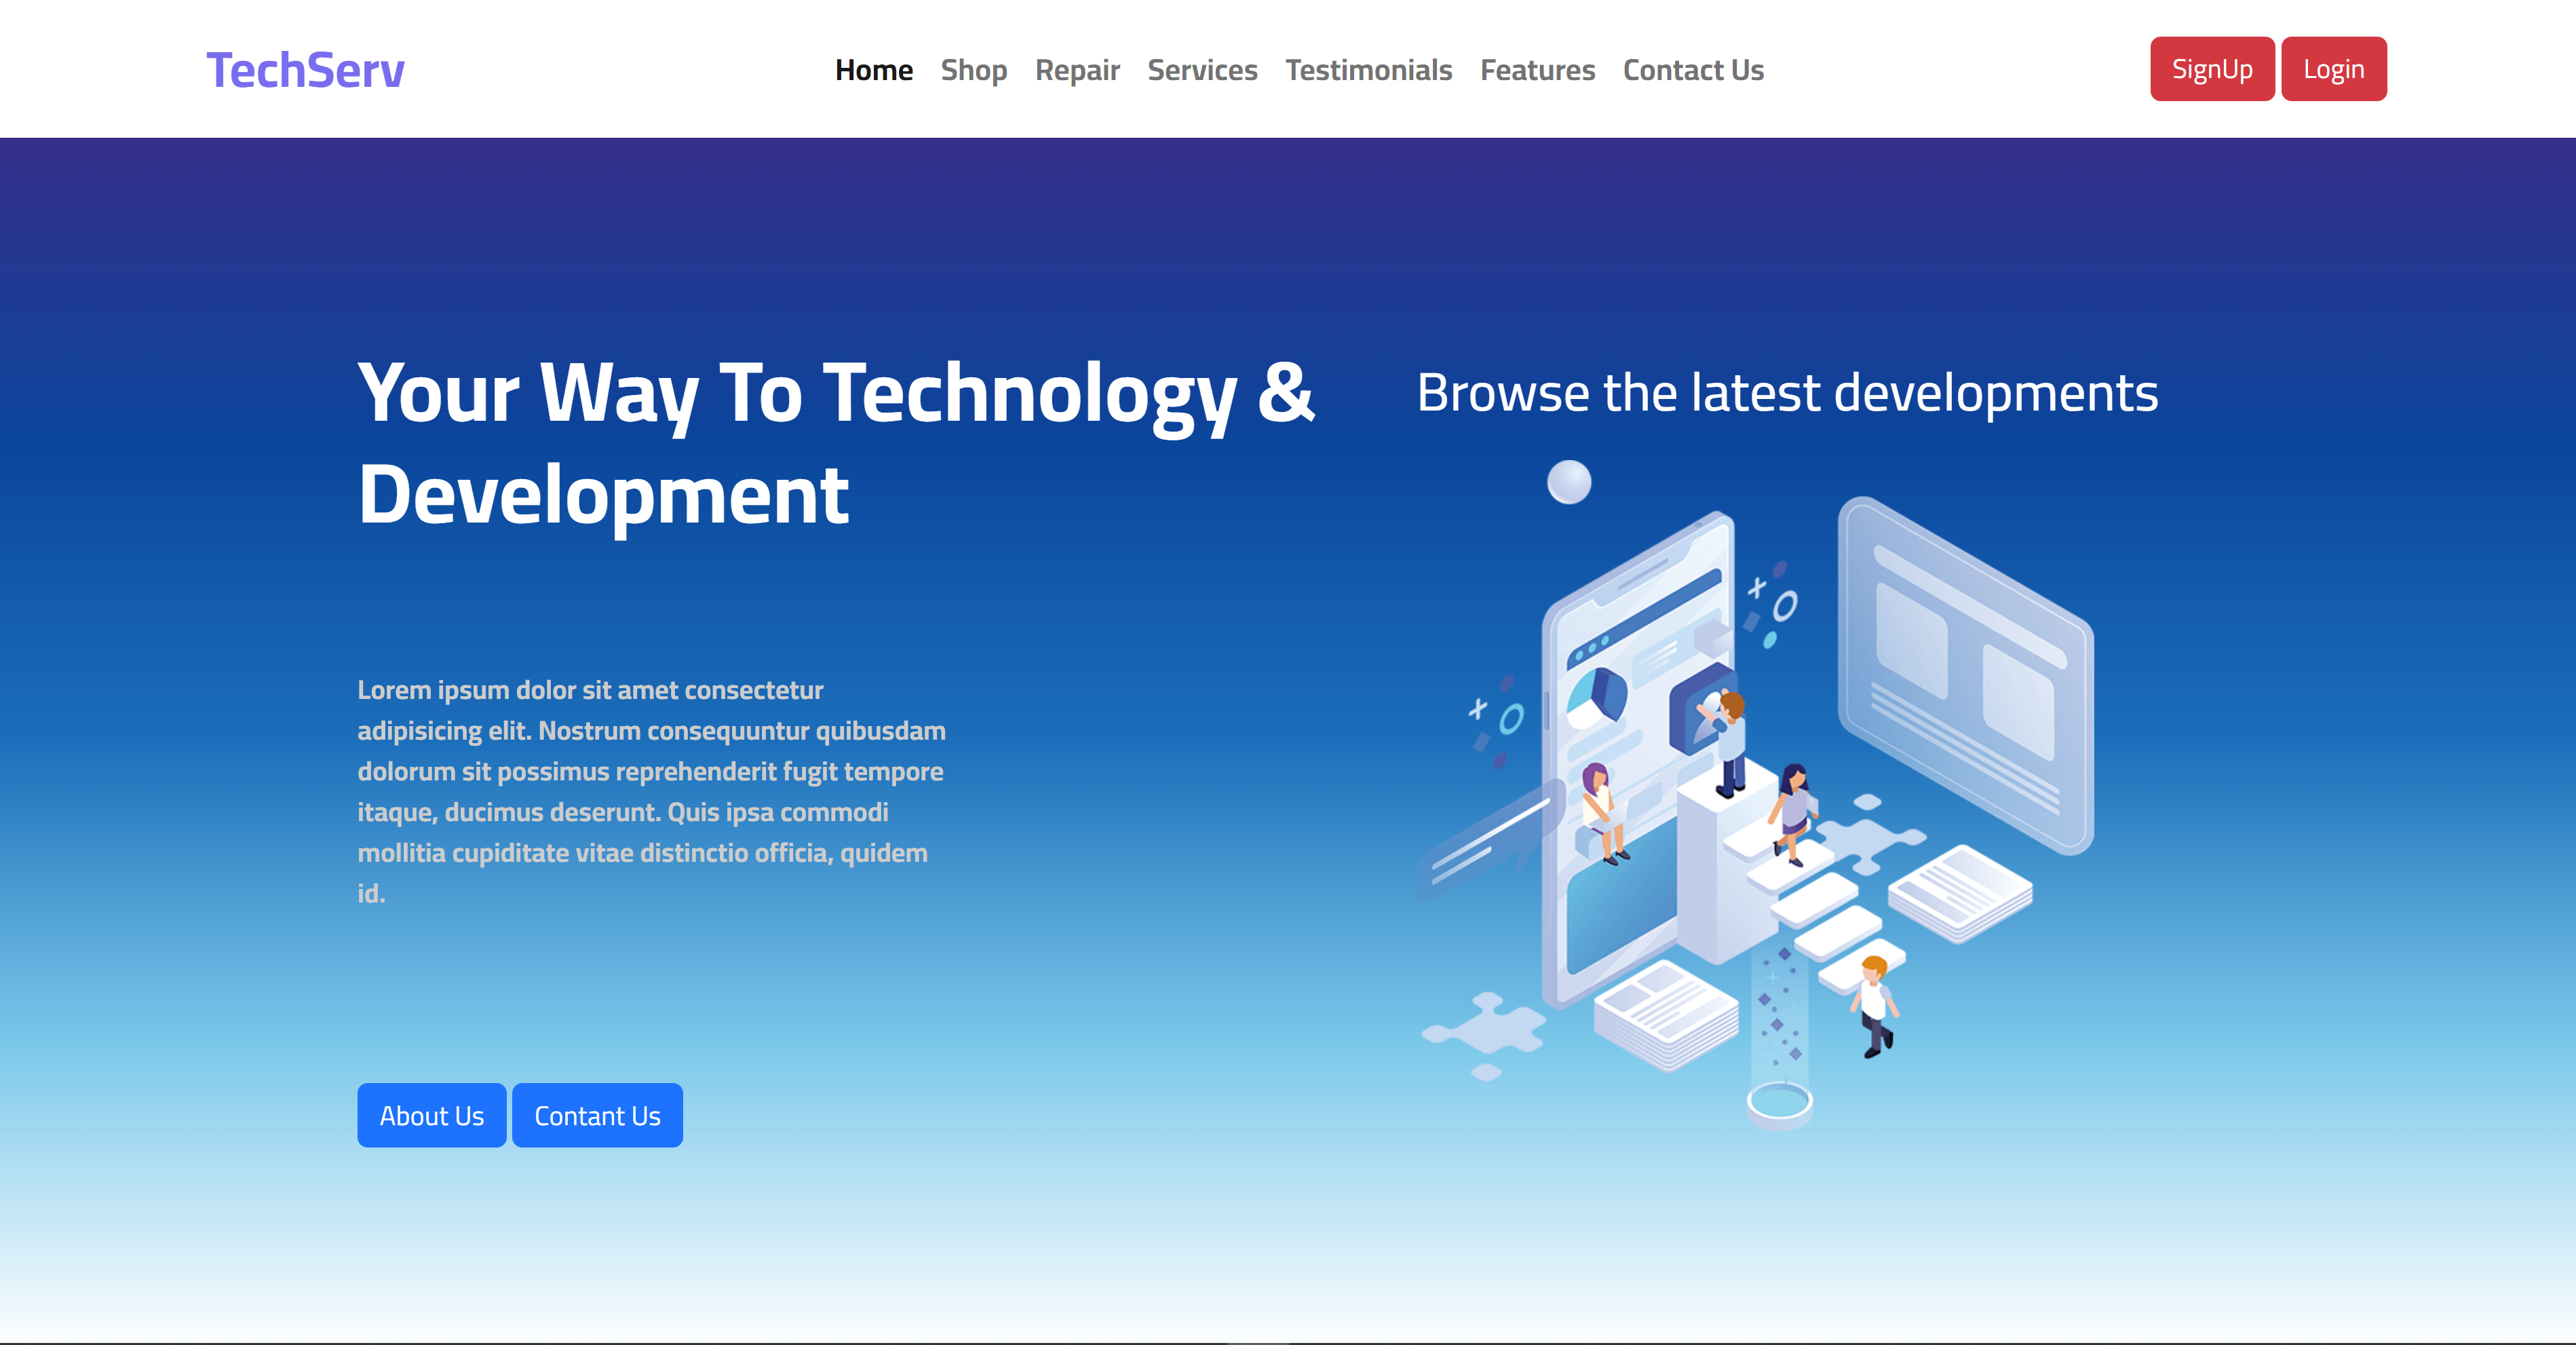 TechServ
Home Shop Repair Services Testimonials Features Contact Us
SignUp Login
Your Way To Technology &
Development
Browse the latest developments
Lorem ipsum dolor sit amet consectetur
adipisicing elit. Nostrum consequuntur quibusdam
dolorum sit possimus reprehenderit fugit tempore
itaque, ducimus deserunt. Quis ipsa commodi
mollitia cupiditate vitae distinctio officia, quidem
id.
About Us Contant Us